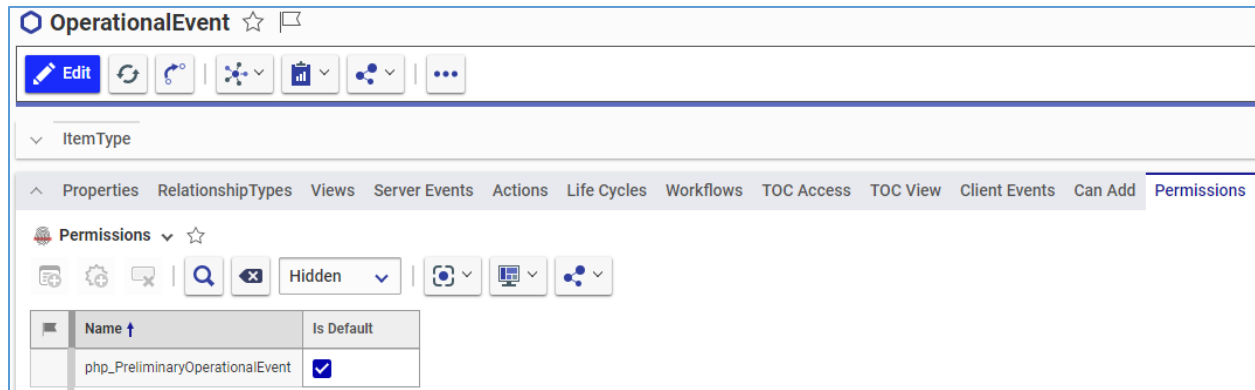 OperationalEvent
Edit
ItemType
Properties RelationshipTypes Views Server Events Actions Life Cycles Workflows TOC Access TOC View Client Events Can Add Permissions
Permissions
Hidden
Name Is Default
php_PreliminaryOperationalEvent